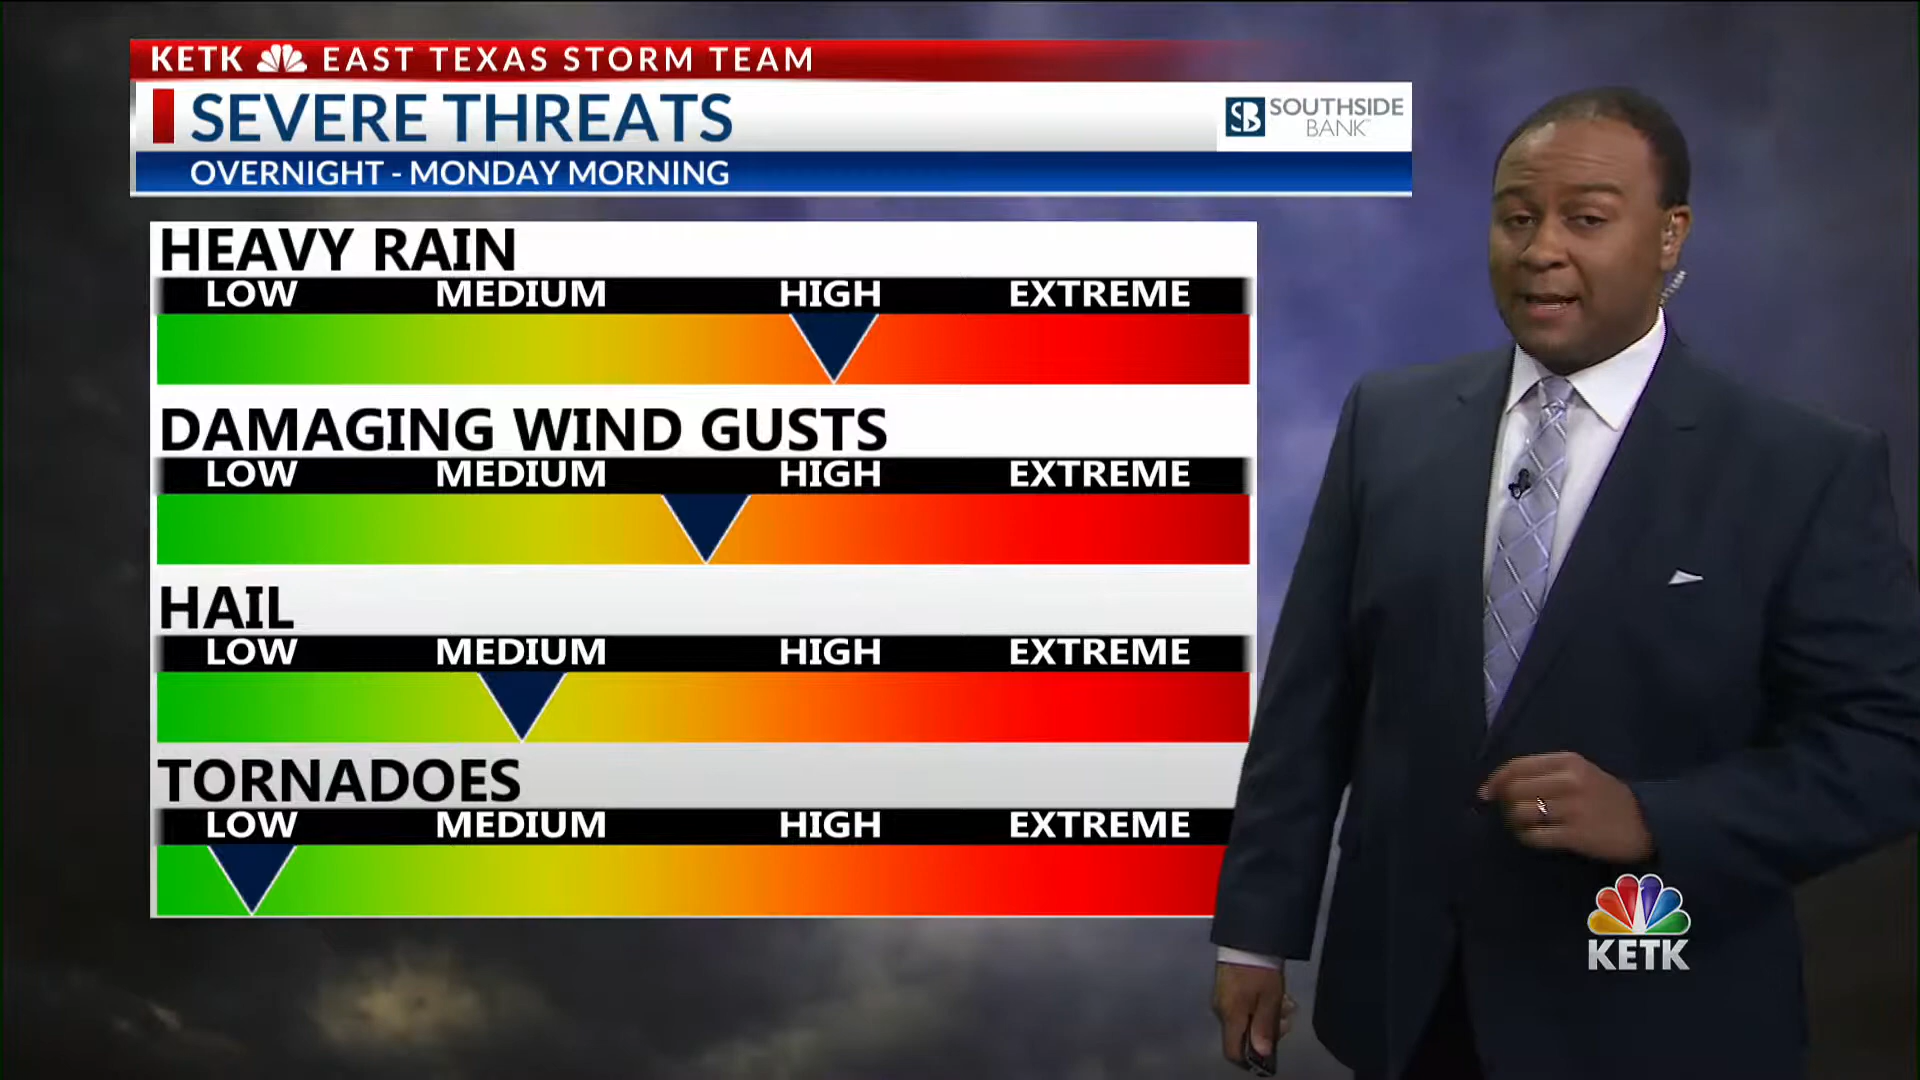 KETK EAST TEXAS STORM TEAM
SEVERE THREATS
SB SOUTHSIDE
BANK
OVERNIGHT - MONDAY MORNING
HEAVY RAIN
LOW MEDIUM HIGH EXTREME
DAMAGING WIND GUSTS
LOW MEDIUM HIGH EXTREME
HAIL
LOW MEDIUM HIGH EXTREME
TORNADOES
LOW MEDIUM HIGH EXTREME
KETK